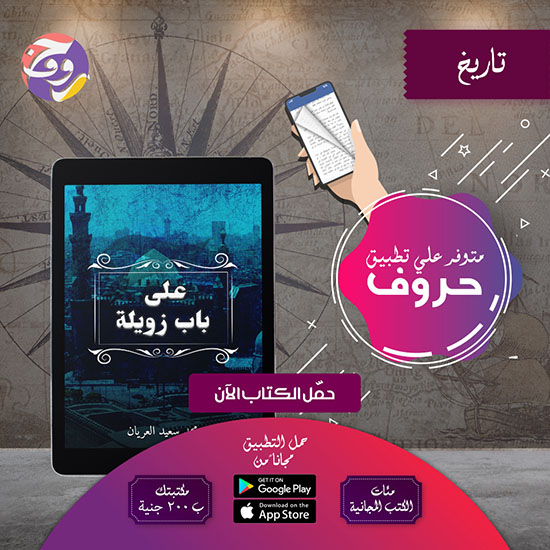 تاريخ
حروف
متوفر علي تطبيق
حروف
على
باب زويلة
سعيد العريان
حمّل الكتاب الآن
حمل التطبيق
مجانا من
GET IT ON
Google Play
Download on the
App Store
مئات
الكتب المجانية
مكتبتك
ب ٢٠٠ جنية